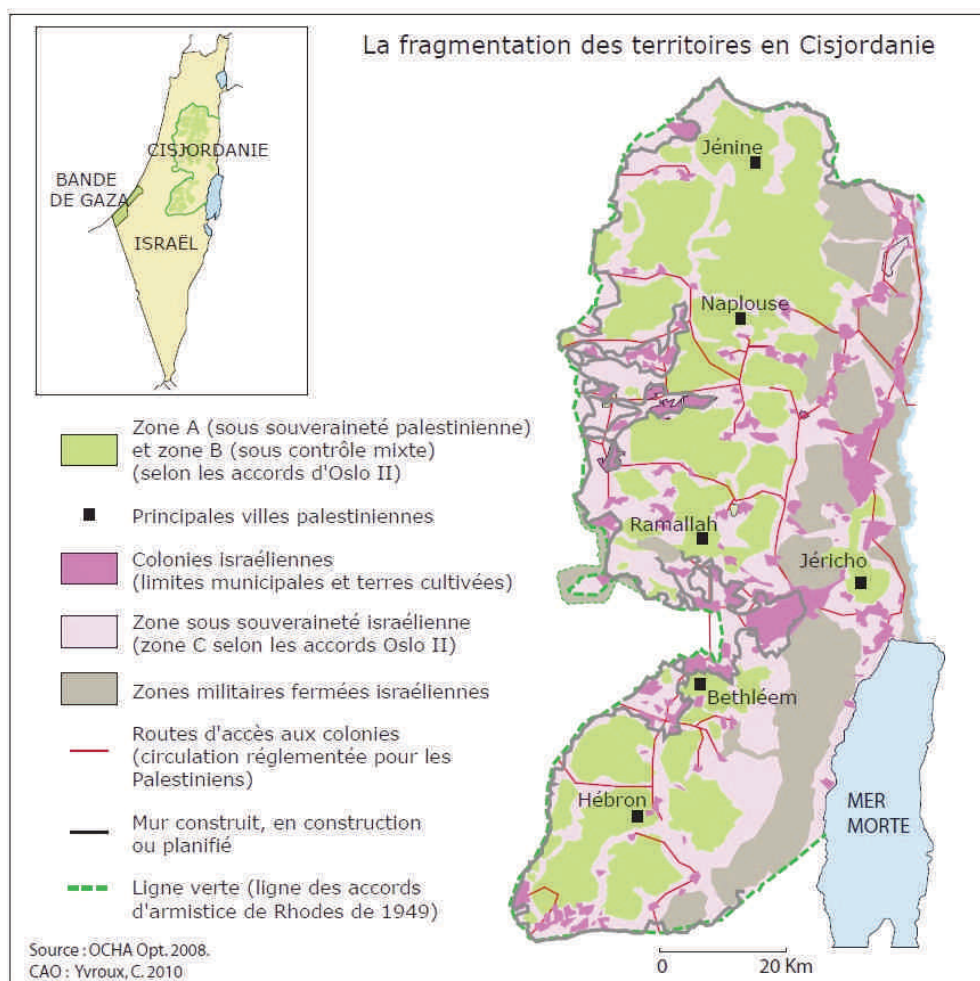 La fragmentation des territoires en Cisjordanie
CISJORDANIE
BANDE
DE GAZA
ISRAËL
Zone A (sous souveraineté palestinienne)
et zone B (sous contrôle mixte)
(selon les accords d'Oslo II)
Principales villes palestiniennes
Colonies israéliennes
(limites municipales et terres cultivées)
Zone sous souveraineté israélienne
(zone C selon les accords Oslo II)
Zones militaires fermées israéliennes
Routes d'accès aux colonies
(circulation réglementée pour les
Palestiniens)
Mur construit, en construction
ou planifié
Ligne verte (ligne des accords
d'armistice de Rhodes de 1949)
Source : OCHA Opt. 2008.
CAO : Yvroux, C. 2010
Jénine
Naplouse
Ramallah
Jéricho
Bethléem
Hébron
MER
MORTE
0 20 Km